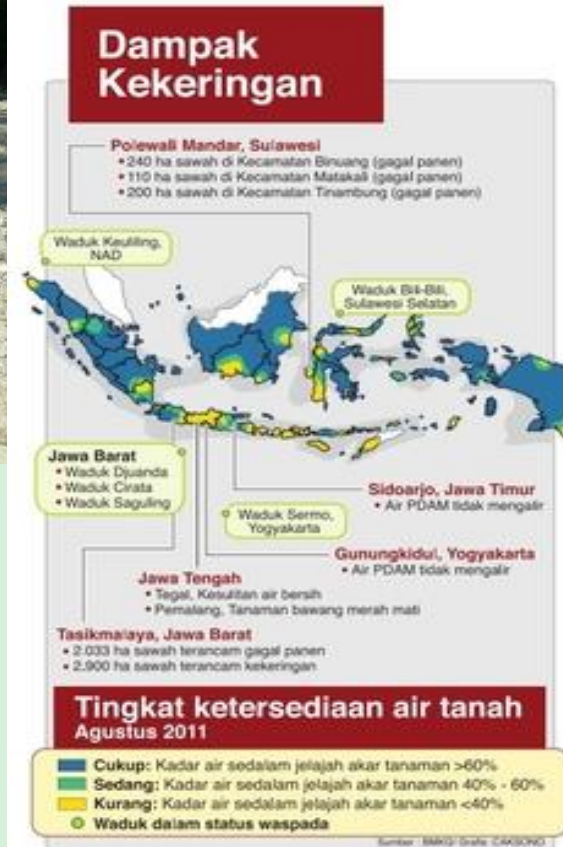 Dampak
Kekeringan
Polewali Mandar, Sulawesi
• 240 ha sawah di Kecamatan Binuang (gagal panen)
• 110 ha sawah di Kecamatan Matakali (gagal panen)
• 200 ha sawah di Kecamatan Tinambung (gagal panen)
Waduk Keuliling,
NAD
Waduk Bili-Bili,
Sulawesi Selatan
Jawa Barat
• Waduk Djuanda
• Waduk Cirata
• Waduk Saguling
Sidoarjo, Jawa Timur
• Air PDAM tidak mengalir
Waduk Sermo,
Yogyakarta
Gunungkidul, Yogyakarta
• Air PDAM tidak mengalir
Jawa Tengah
• Tegal, Kesulitan air bersih
• Pemalang, Tanaman bawang merah mati
Tasikmalaya, Jawa Barat
• 2.033 ha sawah terancam gagal panen
• 2.900 ha sawah terancam kekeringan
Tingkat ketersediaan air tanah
Agustus 2011
Cukup: Kadar air sedalam jelajah akar tanaman >60%
Sedang: Kadar air sedalam jelajah akar tanaman 40% - 60%
Kurang: Kadar air sedalam jelajah akar tanaman <40%
Waduk dalam status waspada
Sumber : BMKG/ Grafis: CAKSONO